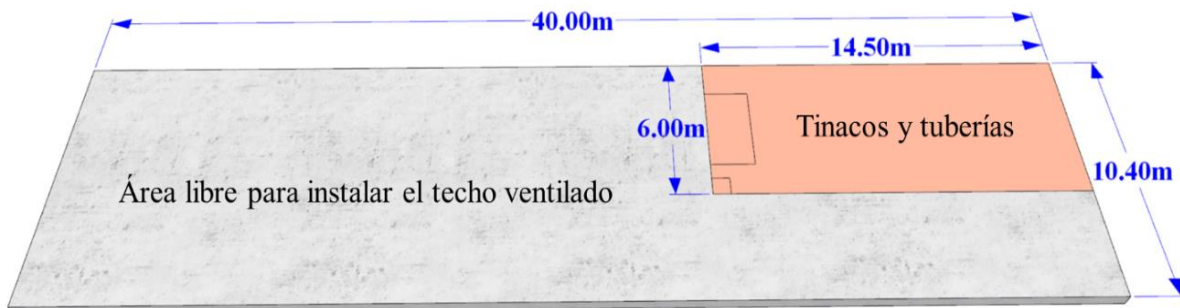 40.00m
14.50m
6.00m
Tinacos y tuberías
10.40m
Área libre para instalar el techo ventilado